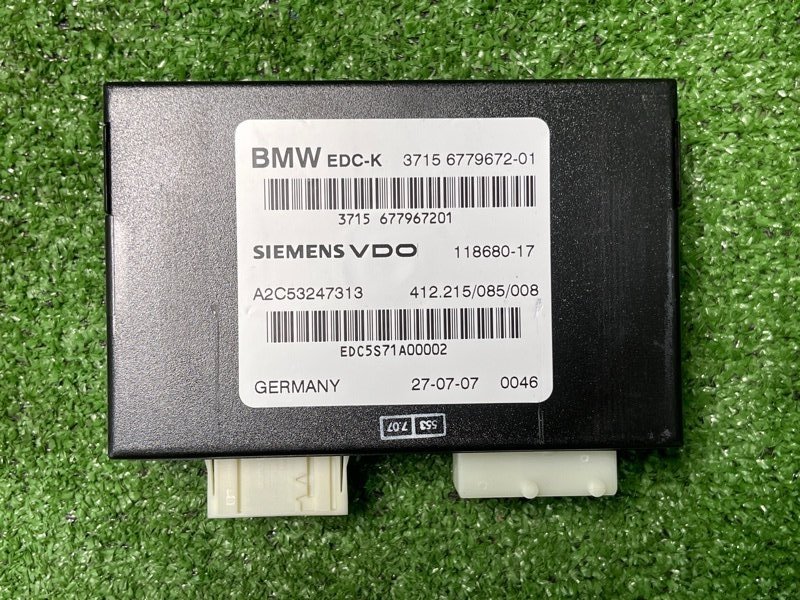 BMW EDC-K 3715 6779672-01
3715 677967201
SIEMENS VDO 118680-17
A2C53247313 412.215/085/008
EDC5S71A00002
GERMANY 27-07-07 0046
553 7.07